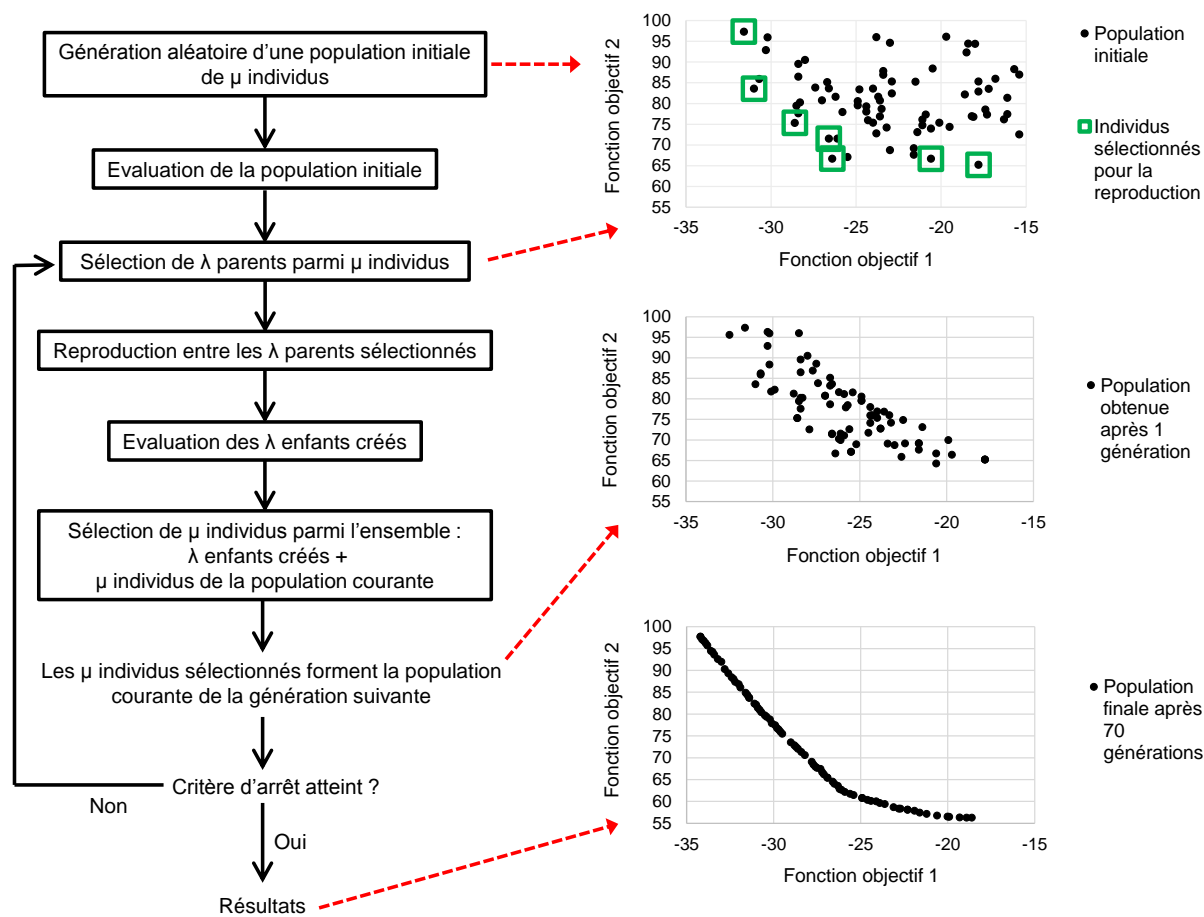 Génération aléatoire d'une population initiale
de µ individus
Evaluation de la population initiale
Sélection de λ parents parmi µ individus
Reproduction entre les λ parents sélectionnés
Evaluation des λ enfants créés
Sélection de µ individus parmi l'ensemble :
λ enfants créés +
µ individus de la population courante
Les µ individus sélectionnés forment la population
courante de la génération suivante
Critère d'arrêt atteint ?
Non
Oui
Résultats
Fonction objectif 2
100
95
90
85
80
75
70
65
60
55
-35 -30 -25 -20 -15
Fonction objectif 1
Population
initiale
Individus
sélectionnés
pour la
reproduction
Fonction objectif 2
100
95
90
85
80
75
70
65
60
55
-35 -30 -25 -20 -15
Fonction objectif 1
Population
obtenue
après 1
génération
Fonction objectif 2
100
95
90
85
80
75
70
65
60
55
-35 -30 -25 -20 -15
Fonction objectif 1
Population
finale après
70
générations